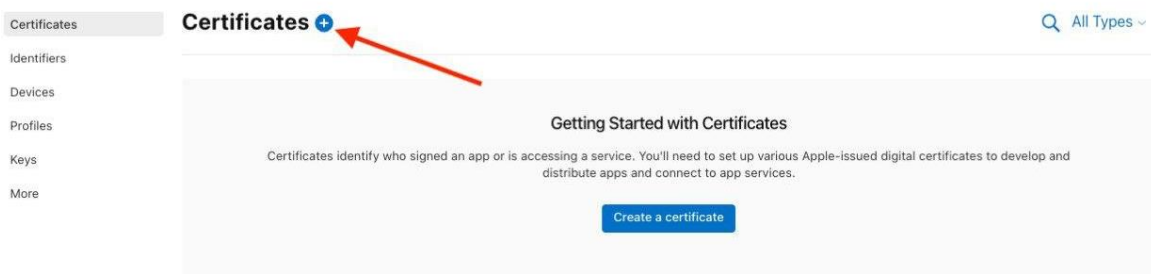 Certificates
Identifiers
Devices
Profiles
Keys
More
Certificates
All Types
Getting Started with Certificates
Certificates identify who signed an app or is accessing a service. You'll need to set up various Apple-issued digital certificates to develop and
distribute apps and connect to app services.
Create a certificate